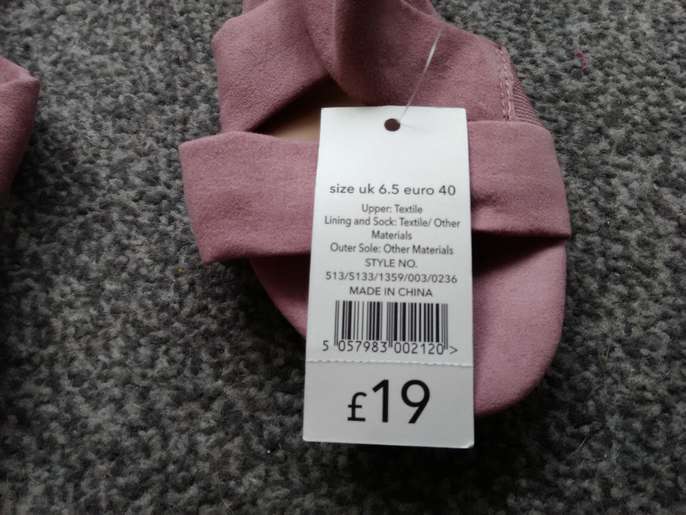 size uk 6.5 euro 40
Upper: Textile
Lining and Sock: Textile/ Other
Materials
Outer Sole: Other Materials
STYLE NO.
513/5133/1359/003/0236
MADE IN CHINA
5 057983 002120 >
£19